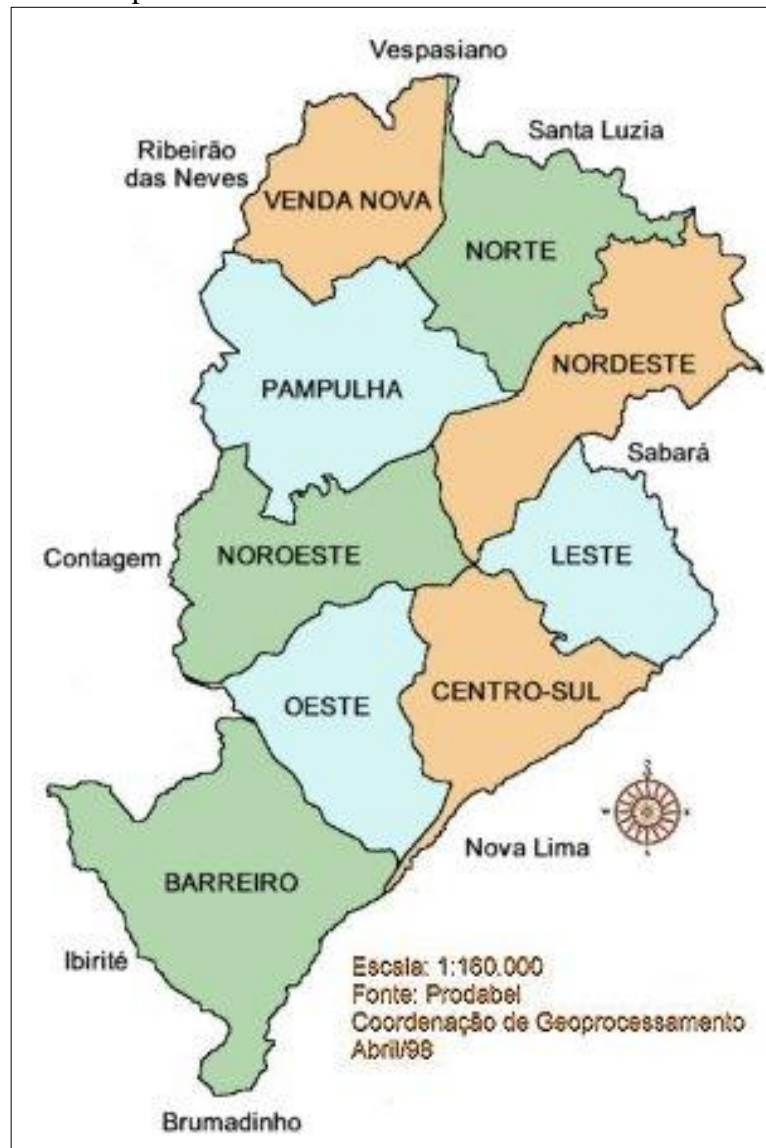 Vespasiano
Santa Luzia
Ribeirão
das Neves
VENDA NOVA
NORTE
NORDESTE
PAMPULHA
Sabará
Contagem
NOROESTE
LESTE
OESTE
CENTRO-SUL
Nova Lima
BARREIRO
Ibirité
Escala: 1:160.000
Fonte: Prodabel
Coordenação de Geoprocessamento
Abril/98
Brumadinho